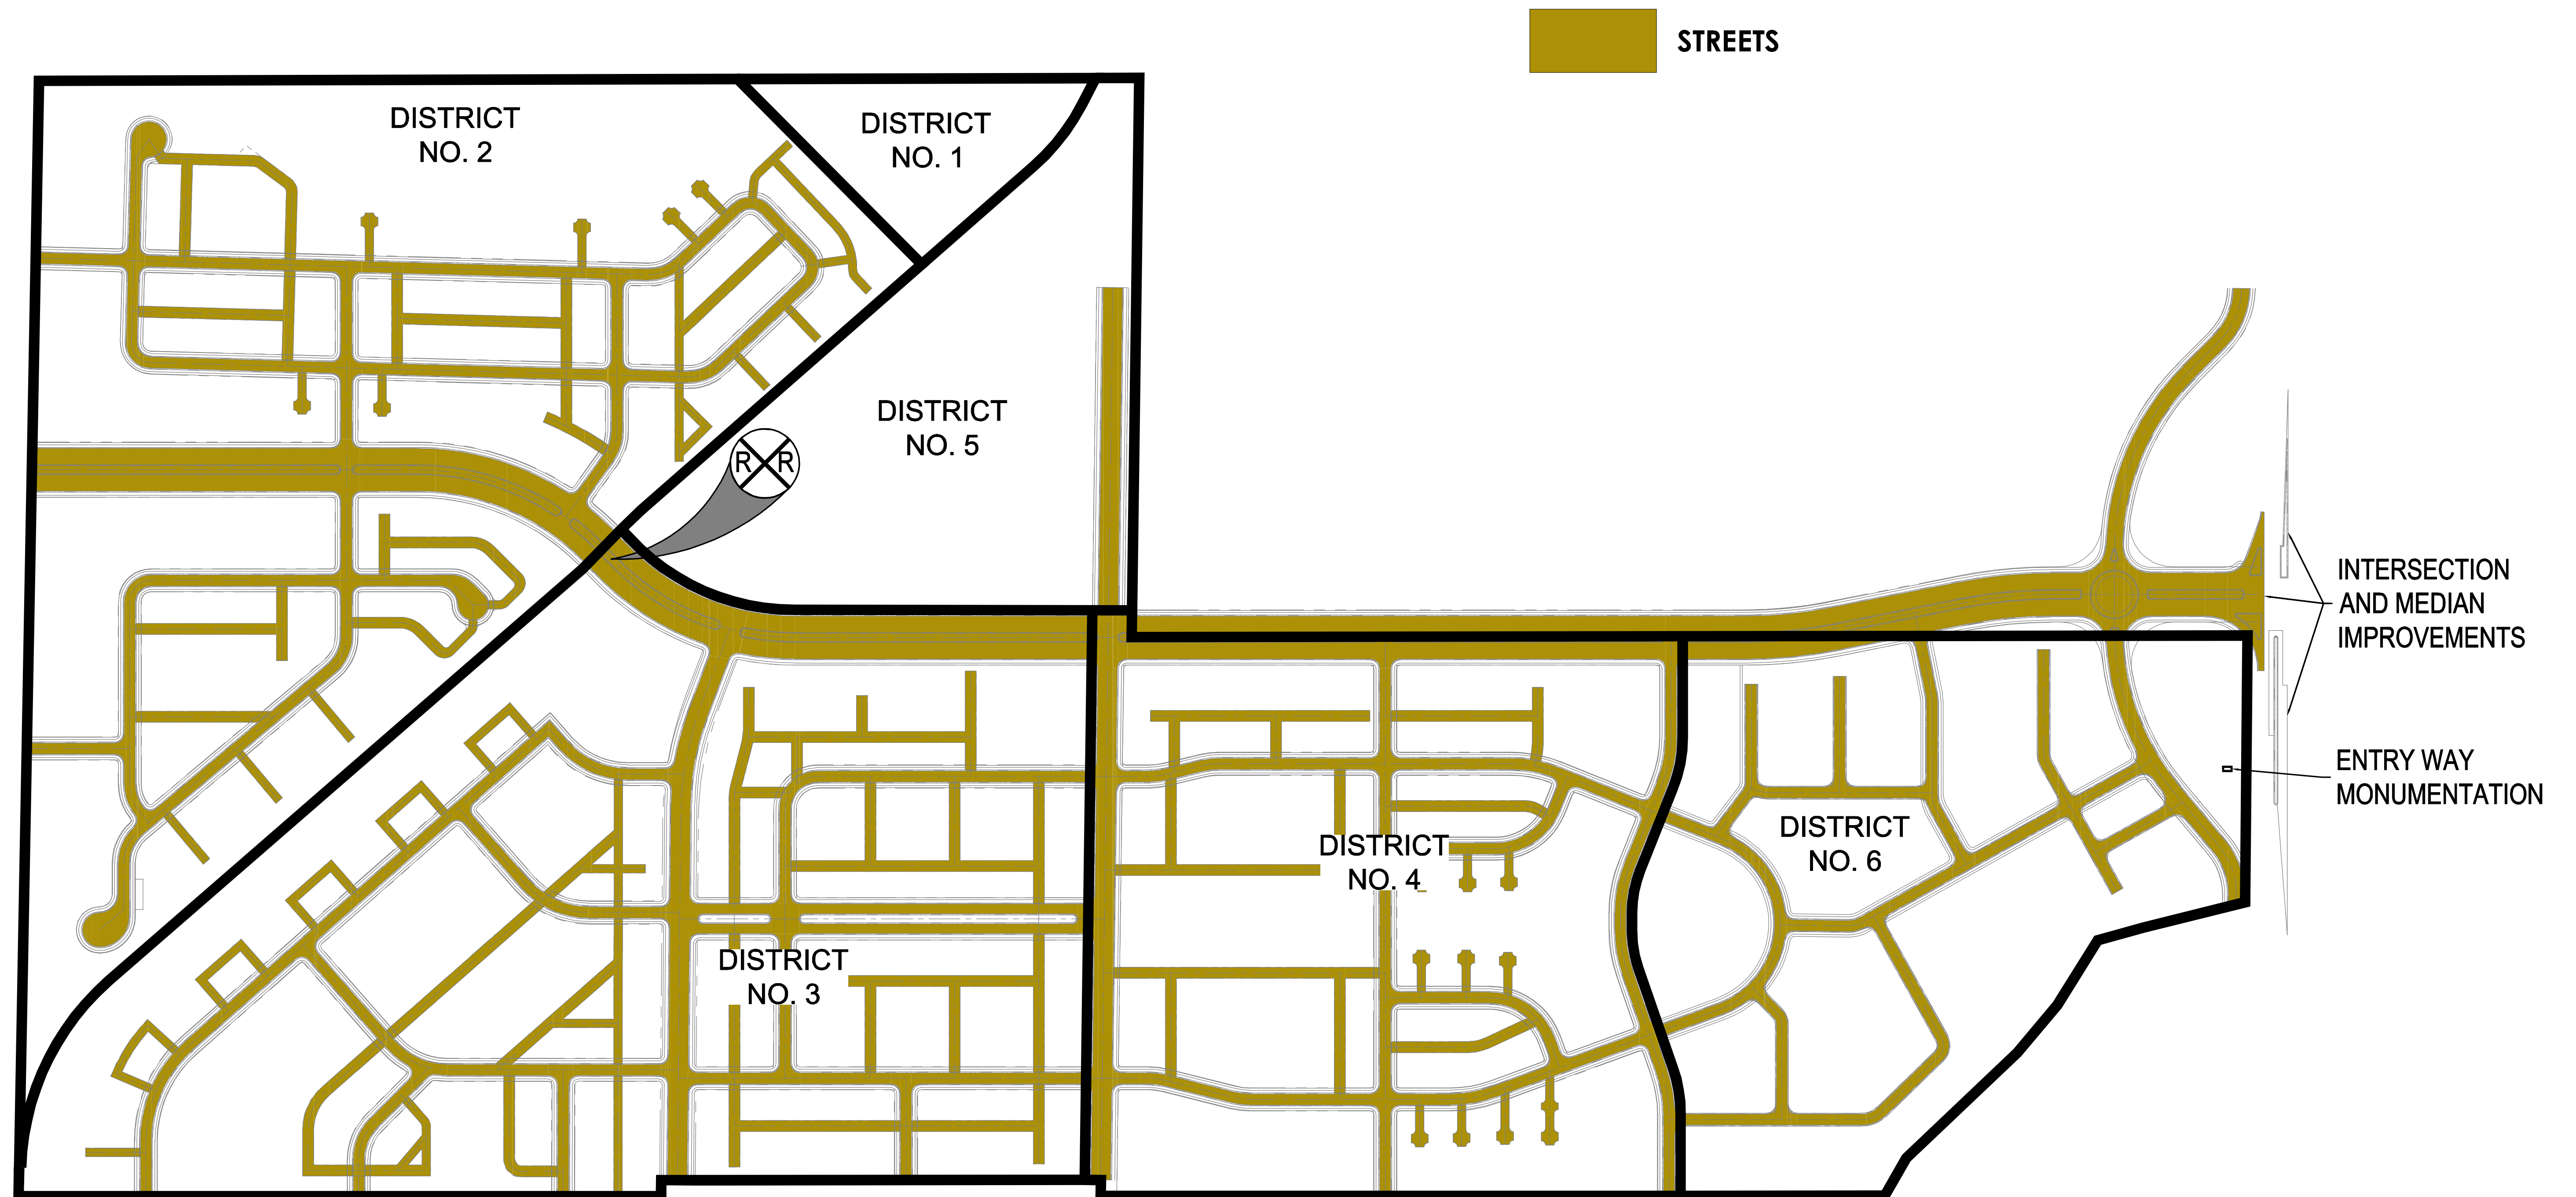 STREETS
DISTRICT
NO. 2
DISTRICT
NO. 1
DISTRICT
NO. 5
R R
INTERSECTION
AND MEDIAN
IMPROVEMENTS
ENTRY WAY
MONUMENTATION
DISTRICT
NO. 4
DISTRICT
NO. 6
DISTRICT
NO. 3